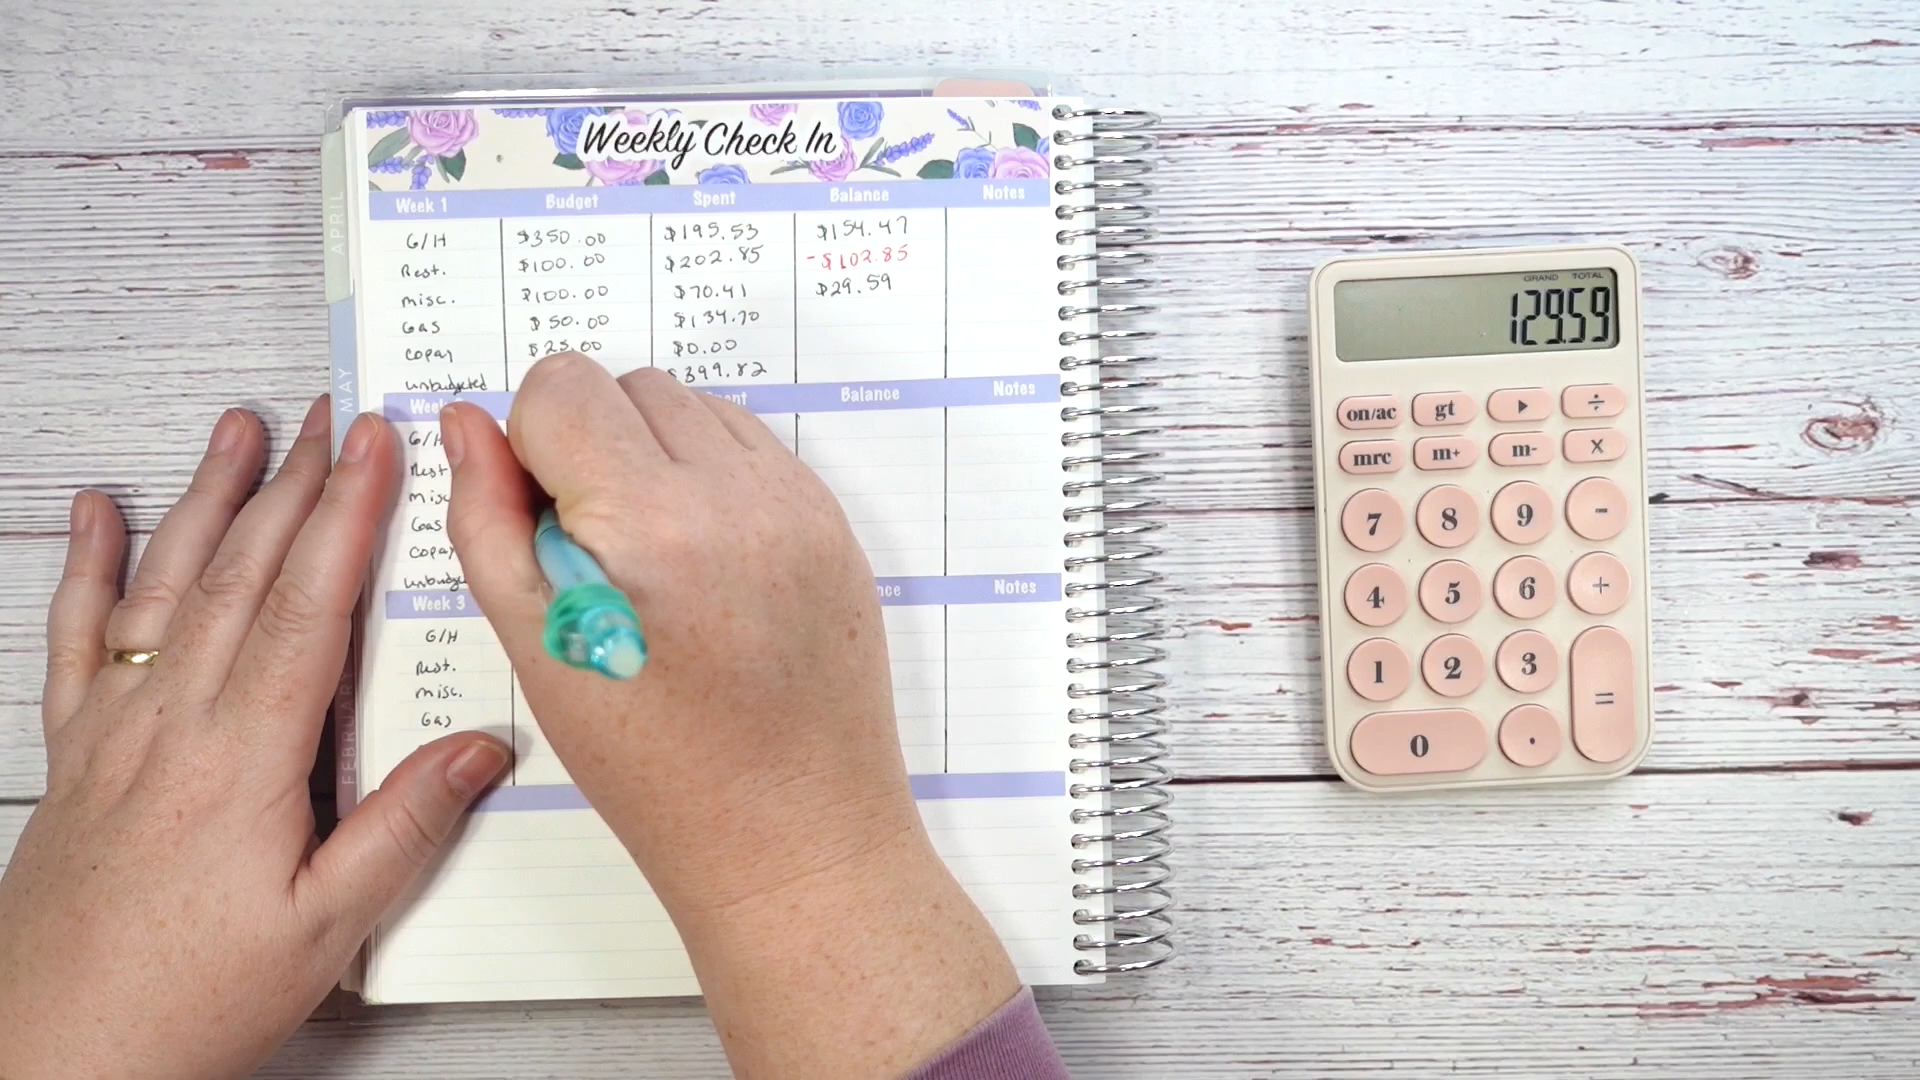 Weekly Check In
Week 1 Budget Spent Balance Notes
G/H $350.00 $195.53 $154.47
Rest. $100.00 $202.85 -$102.85
misc. $100.00 $70.41 $29.59
Gas $50.00 $134.70
Copay $25.00 $0.00
unbudgeted $399.82
Week Balance Notes
G/H
Rest
misc
Gas
Copay
Notes
Week 3
G/H
Rest.
misc.
Gas
APRIL
MAY
FEBRUARY
GRAND TOTAL
129.59
on/ac gt ▶ ÷
mrc m+ m- X
7 8 9 -
4 5 6 +
1 2 3 =
0 .